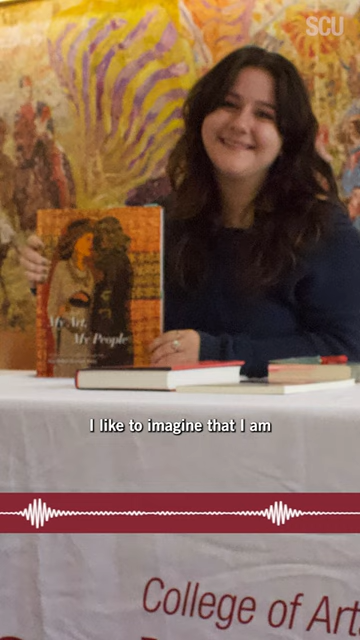 SCU
My Art,
My People
I like to imagine that I am
College of Art